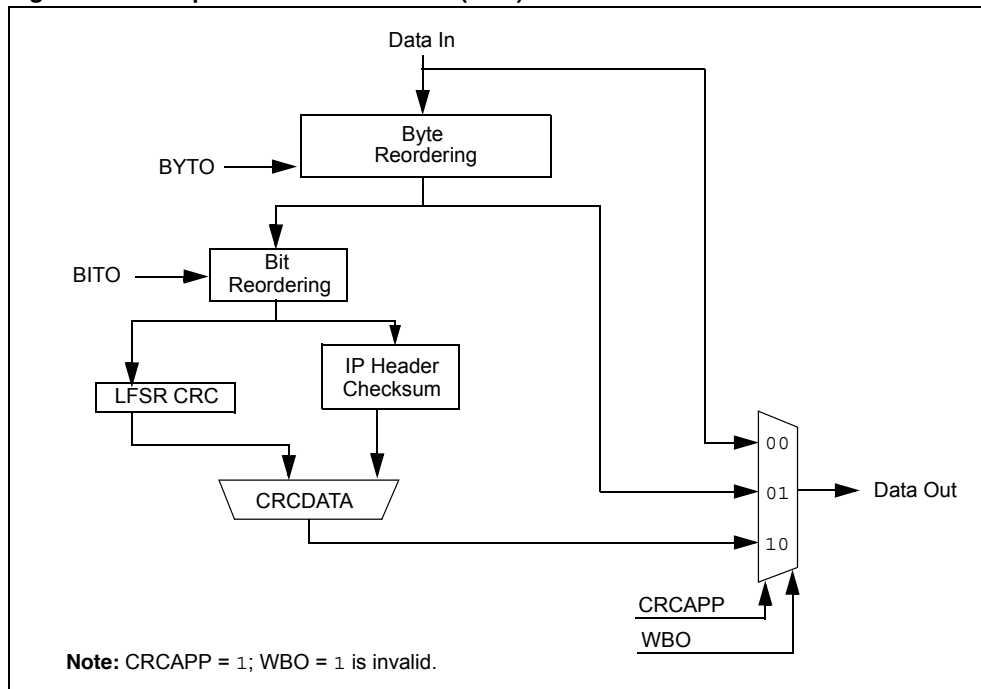 Data In
Byte
Reordering
BYTO
Bit
Reordering
BITO
IP Header
Checksum
LFSR CRC
00
01
Data Out
CRCDATA
10
CRCAPP
WBO
Note: CRCAPP = 1; WBO = 1 is invalid.